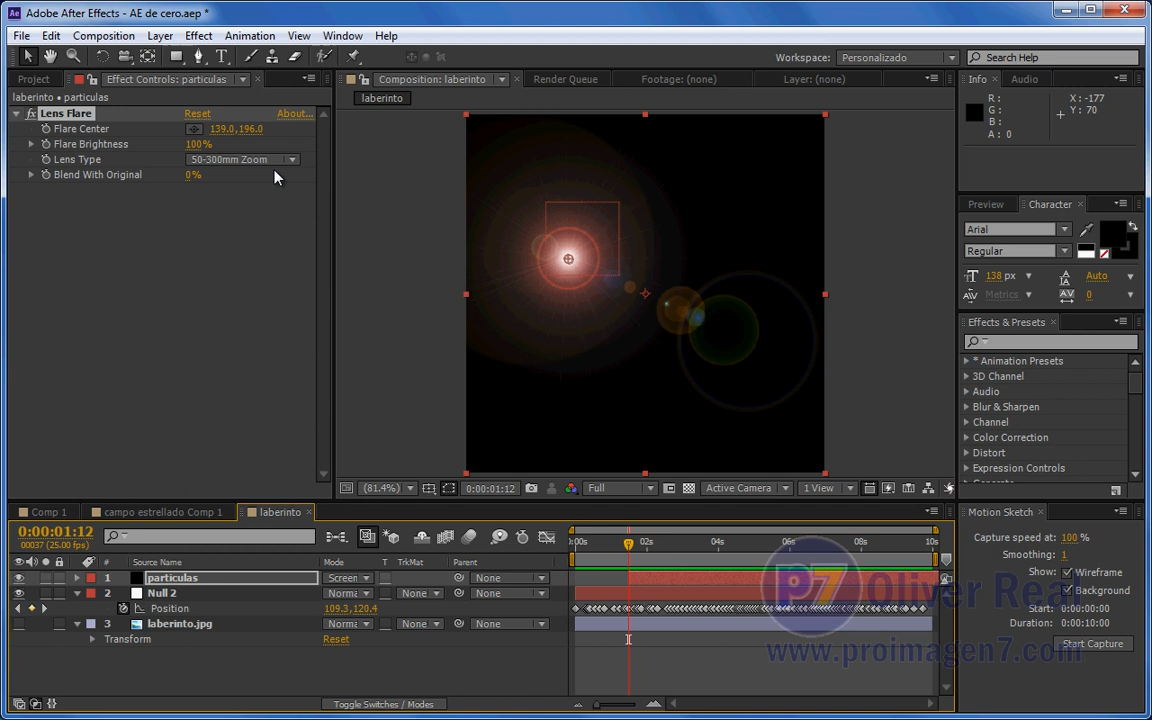 Adobe After Effects - AE de cero.aep *
File Edit Composition Layer Effect Animation View Window Help
Workspace: Personalizado Search Help
Project Effect Controls: particulas Composition: laberinto Render Queue Footage: (none) Layer: (none) Info Audio
laberinto • particulas
laberinto
R: X: -177
G: Y: 70
B:
A: 0
fx Lens Flare Reset About...
Flare Center 139.0,196.0
Flare Brightness 100%
Lens Type 50-300mm Zoom
Blend With Original 0%
Preview Character
Arial
Regular
138 px Auto
Metrics 0
Effects & Presets
* Animation Presets
3D Channel
Audio
Blur & Sharpen
Channel
Color Correction
Distort
Expression Controls
(81.4%) 0:00:01:12 Full Active Camera 1 View
Comp 1 campo estrellado Comp 1 laberinto
Motion Sketch
0:00:01:12
00037 (25.00 fps)
:00s 02s 04s 06s 08s 10s
Capture speed at: 100 %
Smoothing: 1
Show: Wireframe
Background
Start: 0:00:00:00
Duration: 0:00:10:00
Start Capture
# Source Name Mode T TrkMat Parent
1 particulas Screen None
2 Null 2 Norma None None
Position 109.3,120.4
3 laberinto.jpg Norma None None
Transform Reset
P7 Oliver Real
www.proimagen7.com
Toggle Switches / Modes